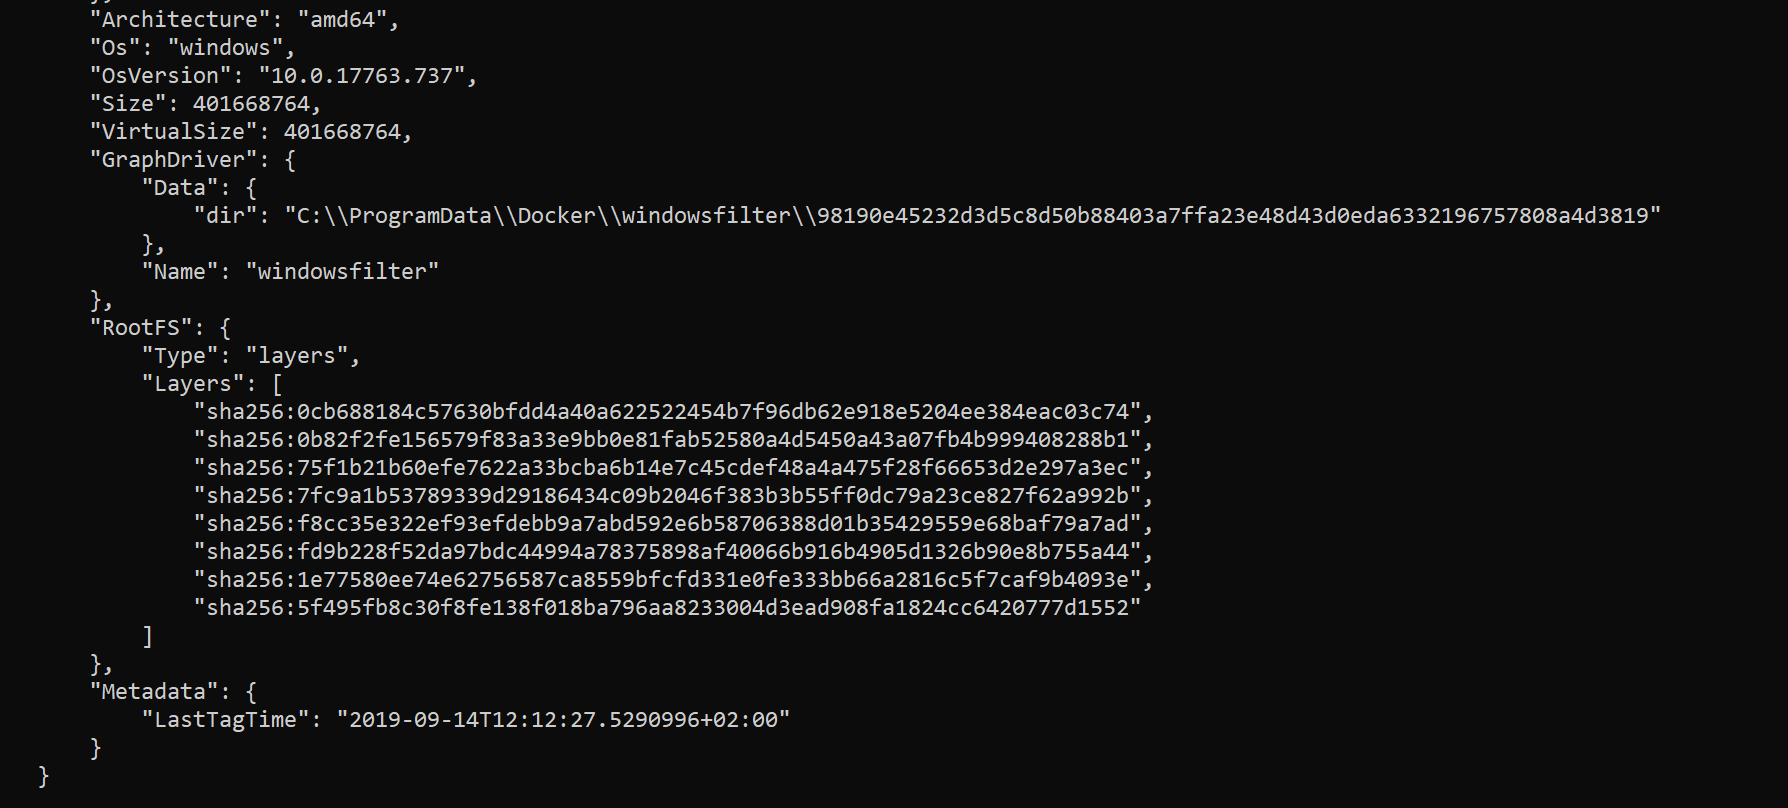 "Architecture": "amd64",
"Os": "windows",
"OsVersion": "10.0.17763.737",
"Size": 401668764,
"VirtualSize": 401668764,
"GraphDriver": {
"Data": {
"dir": "C:\\ProgramData\\Docker\\windowsfilter\\98190e45232d3d5c8d50b88403a7ffa23e48d43d0eda6332196757808a4d3819"
},
"Name": "windowsfilter"
},
"RootFS": {
"Type": "layers",
"Layers": [
"sha256:0cb688184c57630bfdd4a40a622522454b7f96db62e918e5204ee384eac03c74",
"sha256:0b82f2fe156579f83a33e9bb0e81fab52580a4d5450a43a07fb4b999408288b1",
"sha256:75f1b21b60efe7622a33bcba6b14e7c45cdef48a4a475f28f66653d2e297a3ec",
"sha256:7fc9a1b53789339d29186434c09b2046f383b3b55ff0dc79a23ce827f62a992b",
"sha256:f8cc35e322ef93efdebb9a7abd592e6b58706388d01b35429559e68baf79a7ad",
"sha256:fd9b228f52da97bdc44994a78375898af40066b916b4905d1326b90e8b755a44",
"sha256:1e77580ee74e62756587ca8559bfcfd331e0fe333bb66a2816c5f7caf9b4093e",
"sha256:5f495fb8c30f8fe138f018ba796aa8233004d3ead908fa1824cc6420777d1552"
]
},
"Metadata": {
"LastTagTime": "2019-09-14T12:12:27.5290996+02:00"
}
}